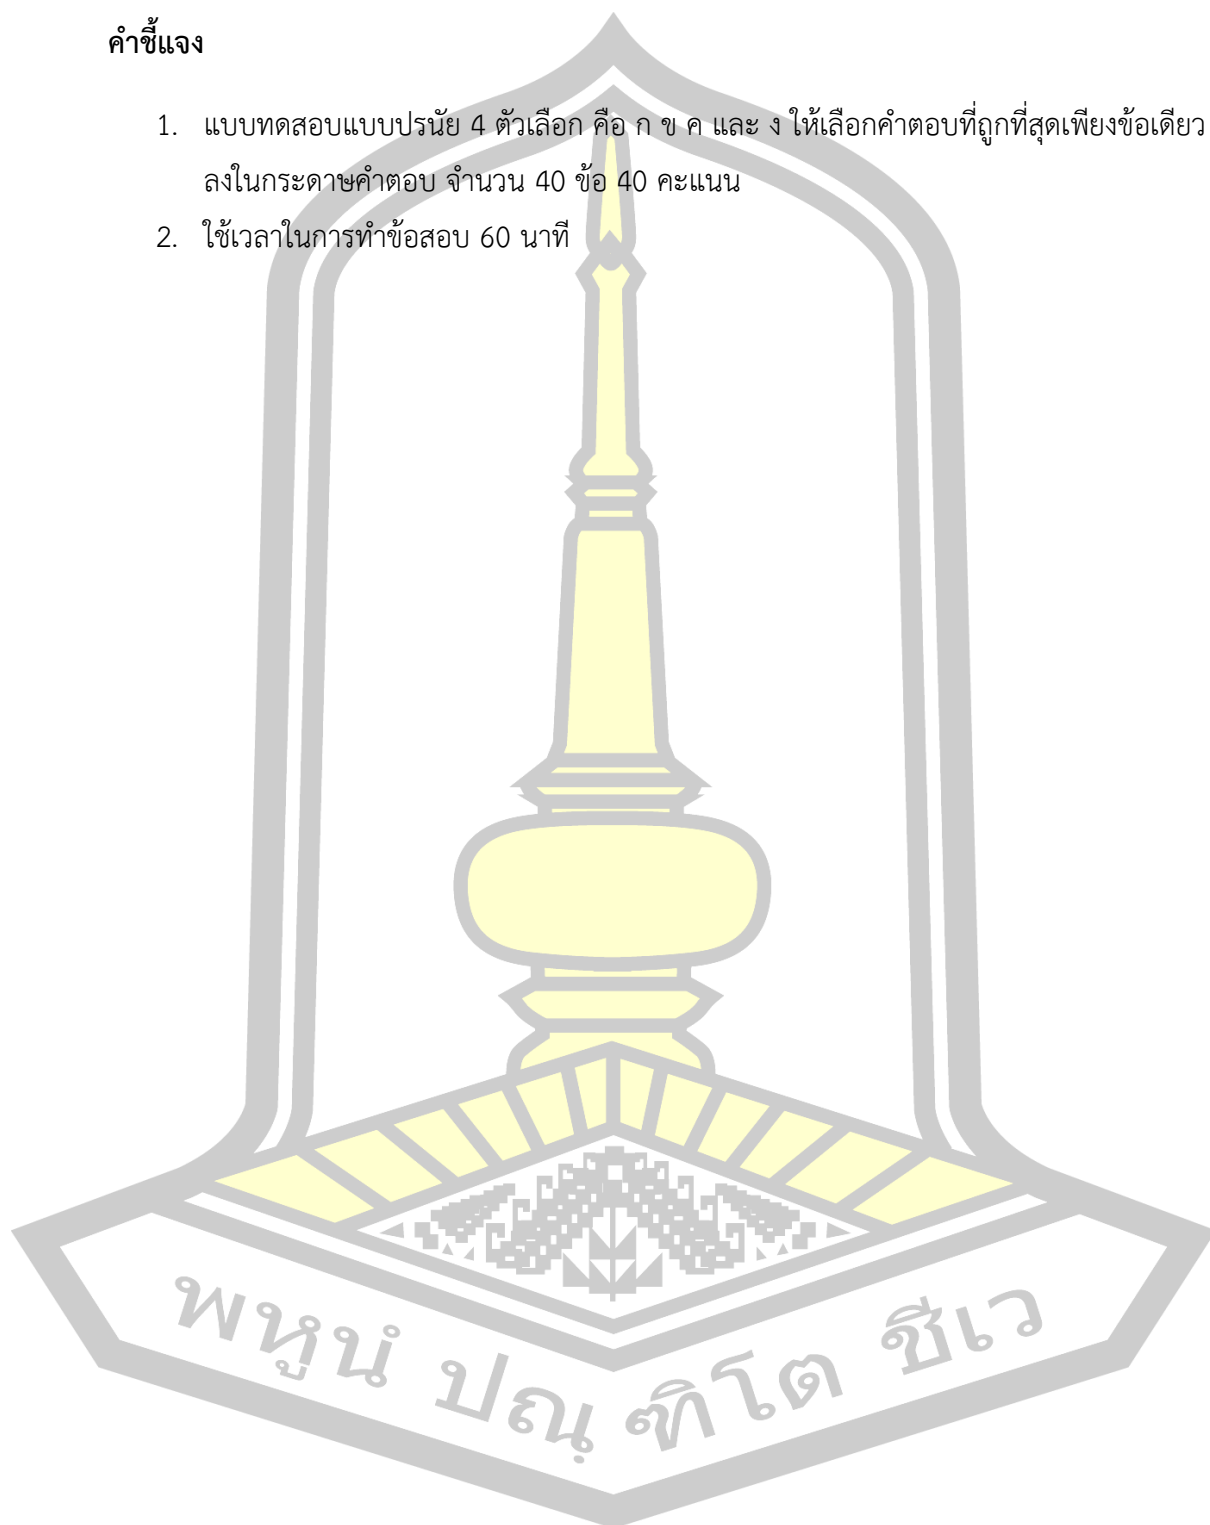 คำชี้แจง
1. แบบทดสอบแบบปรนัย 4 ตัวเลือก คือ ก ข ค และ ง ให้เลือกคำตอบที่ถูกที่สุดเพียงข้อเดียว
ลงในกระดาษคำตอบ จำนวน 40 ข้อ 40 คะแนน
2. ใช้เวลาในการทำข้อสอบ 60 นาที
พหูนํ ปณฺฑิโต ชีเว